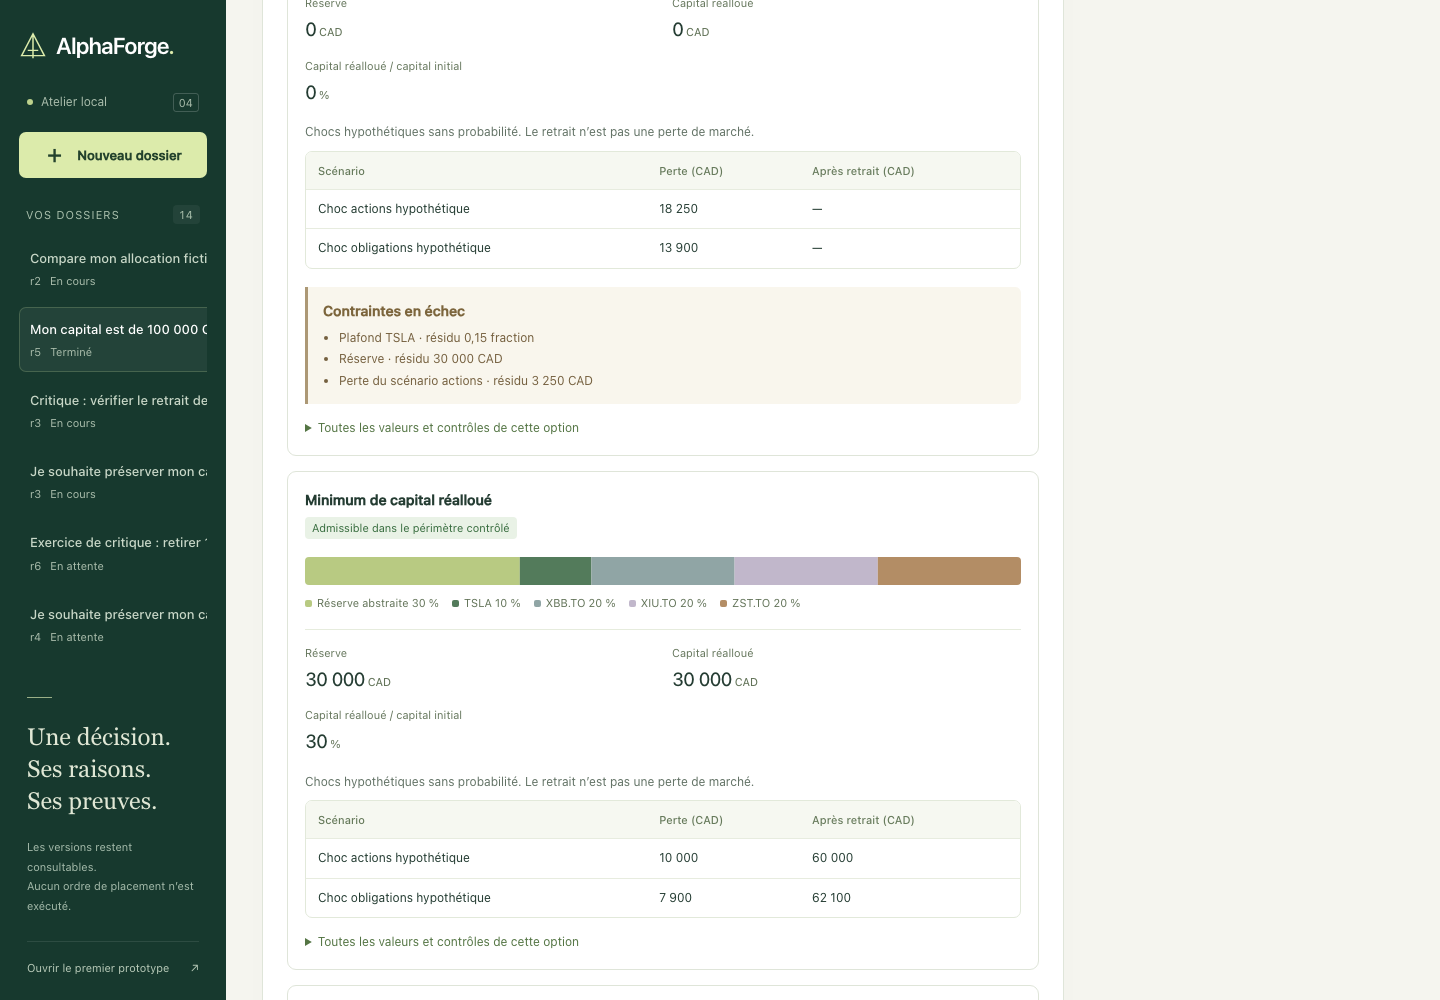 AlphaForge.
Atelier local
04
Nouveau dossier
VOS DOSSIERS
14
Compare mon allocation ficti
r2 En cours
Mon capital est de 100 000 C
r5 Terminé
Critique : vérifier le retrait de
r3 En cours
Je souhaite préserver mon ca
r3 En cours
Exercice de critique : retirer
r6 En attente
Je souhaite préserver mon ca
r4 En attente
Une décision.
Ses raisons.
Ses preuves.
Les versions restent
consultables.
Aucun ordre de placement n'est
exécuté.
Ouvrir le premier prototype ↗
Réserve Capital réalloué
0 CAD 0 CAD
Capital réalloué / capital initial
0 %
Chocs hypothétiques sans probabilité. Le retrait n’est pas une perte de marché.
Scénario Perte (CAD) Après retrait (CAD)
Choc actions hypothétique 18 250 —
Choc obligations hypothétique 13 900 —
Contraintes en échec
• Plafond TSLA · résidu 0,15 fraction
• Réserve · résidu 30 000 CAD
• Perte du scénario actions · résidu 3 250 CAD
Toutes les valeurs et contrôles de cette option
Minimum de capital réalloué
Admissible dans le périmètre contrôlé
Réserve abstraite 30 % TSLA 10 % XBB.TO 20 % XIU.TO 20 % ZST.TO 20 %
Réserve Capital réalloué
30 000 CAD 30 000 CAD
Capital réalloué / capital initial
30 %
Chocs hypothétiques sans probabilité. Le retrait n’est pas une perte de marché.
Scénario Perte (CAD) Après retrait (CAD)
Choc actions hypothétique 10 000 60 000
Choc obligations hypothétique 7 900 62 100
Toutes les valeurs et contrôles de cette option